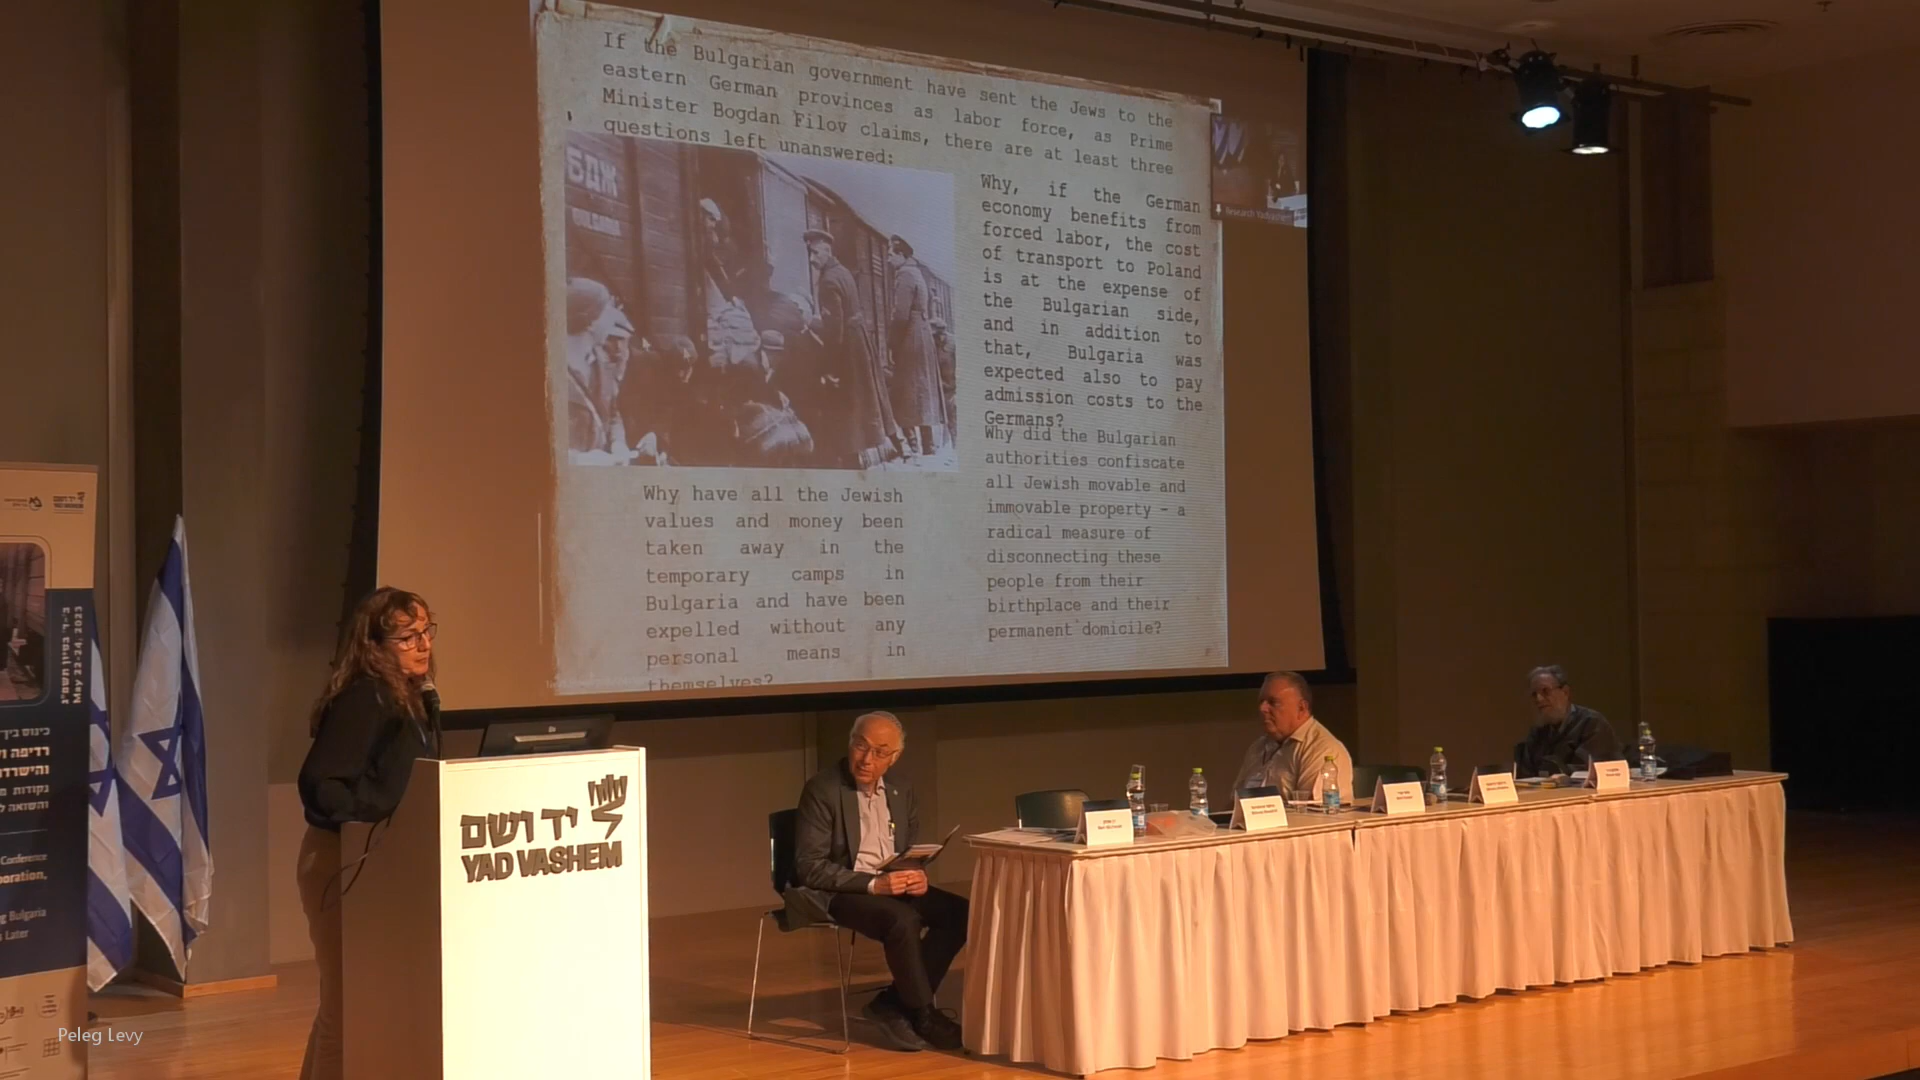 If the Bulgarian government have sent the Jews to the
eastern German provinces as labor force, as Prime
Minister Bogdan Filov claims, there are at least three
questions left unanswered:
БДЖ
Why, if the German
economy benefits from
forced labor, the cost
of transport to Poland
is at the expense of
the Bulgarian side,
and in addition to
that, Bulgaria was
expected also to pay
admission costs to the
Germans?
Why did the Bulgarian
authorities confiscate
all Jewish movable and
immovable property - a
radical measure of
disconnecting these
people from their
birthplace and their
permanent domicile?
Why have all the Jewish
values and money been
taken away in the
temporary camps in
Bulgaria and have been
expelled without any
personal means in
themselves?
יד ושם
YAD VASHEM
יד ושם
YAD VASHEM
May 22-24, 2023
Conference
Bulgaria
Later
Peleg Levy